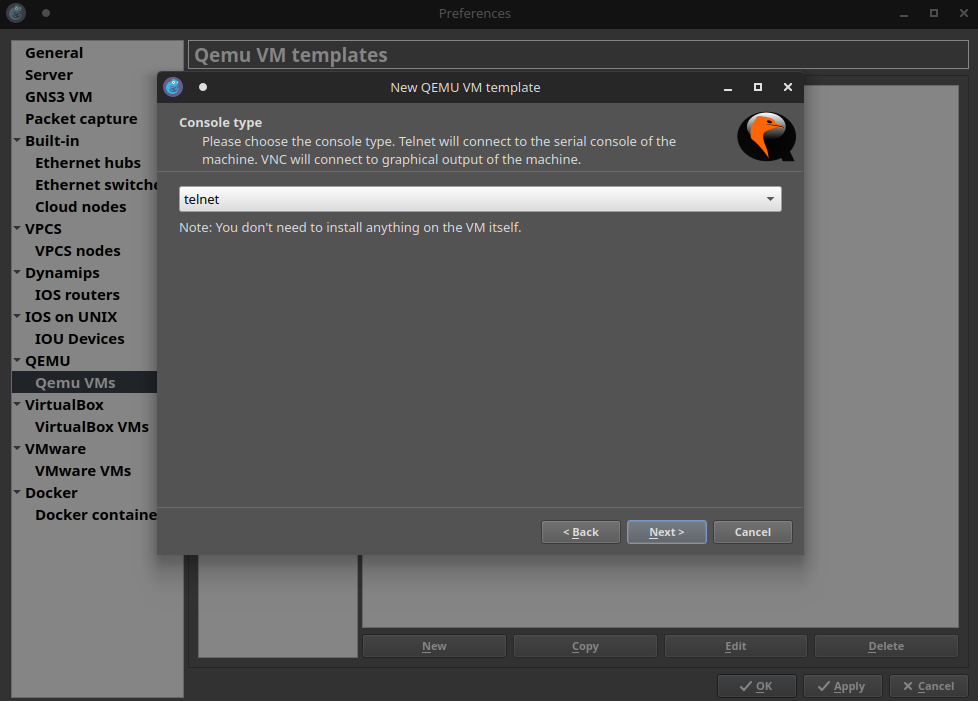 Preferences
General
Server
GNS3 VM
Packet capture
Built-in
Ethernet hubs
Ethernet switche
Cloud nodes
VPCS
VPCS nodes
Dynamips
IOS routers
IOS on UNIX
IOU Devices
QEMU
Qemu VMs
VirtualBox
VirtualBox VMs
VMware
VMware VMs
Docker
Docker containe
Qemu VM templates
New QEMU VM template
Console type
Please choose the console type. Telnet will connect to the serial console of the
machine. VNC will connect to graphical output of the machine.
telnet
Note: You don't need to install anything on the VM itself.
< Back Next > Cancel
New Copy Edit Delete
OK Apply Cancel